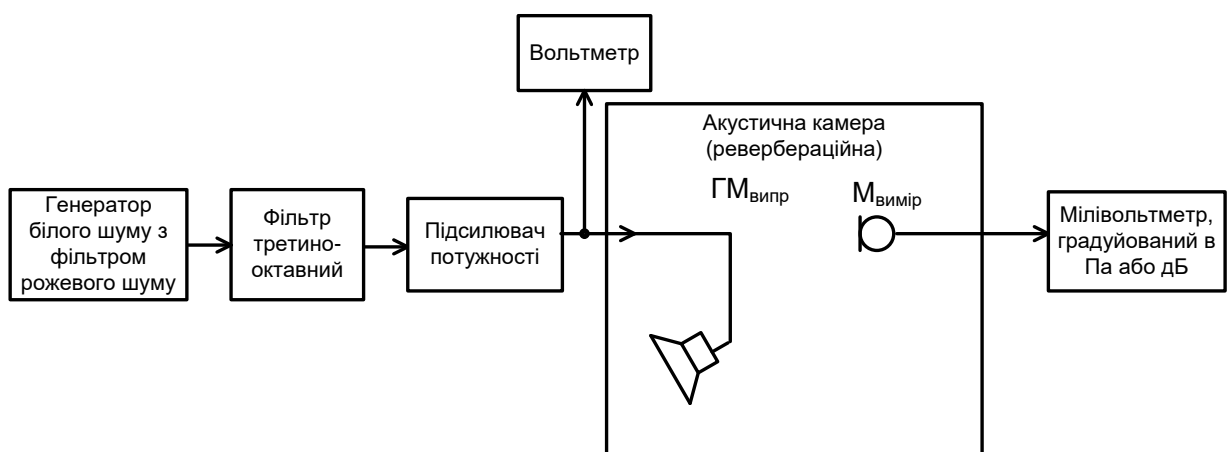 Вольтметр
Акустична камера
(ревербераційна)
ГМвипр
Мвимір
Генератор
білого шуму з
фільтром
рожевого шуму
Фільтр
третино-
октавний
Підсилювач
потужності
Мілівольтметр,
градуйований в
Па або дБ